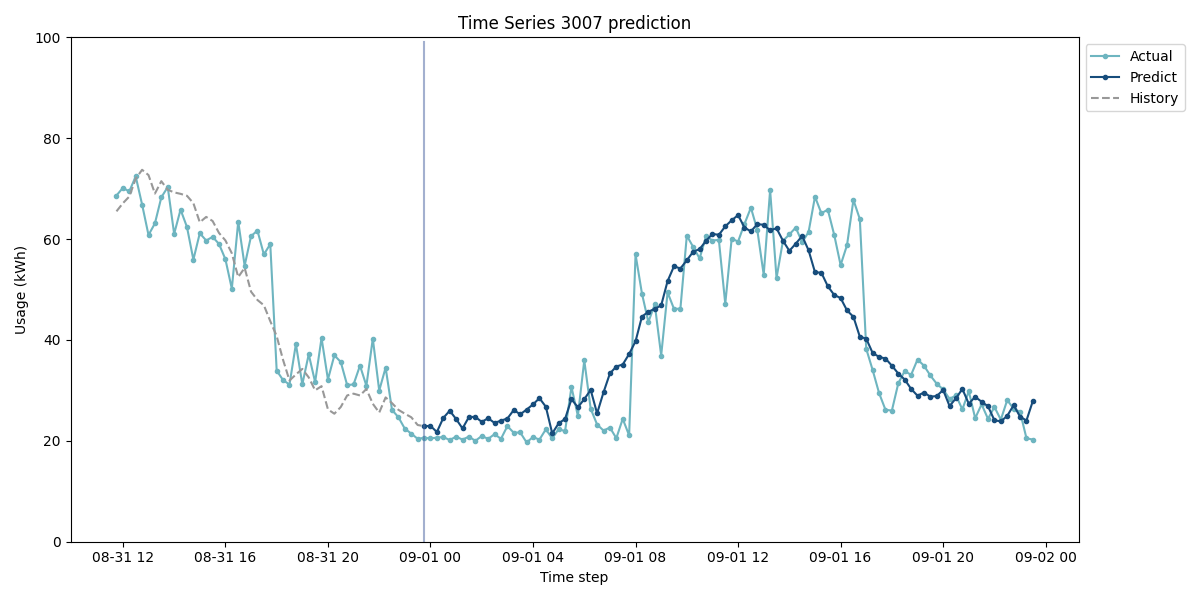 Time Series 3007 prediction
100
80
60
40
20
0
Usage (kWh)
08-31 12
08-31 16
08-31 20
09-01 00
09-01 04
09-01 08
09-01 12
09-01 16
09-01 20
09-02 00
Time step
Actual
Predict
History